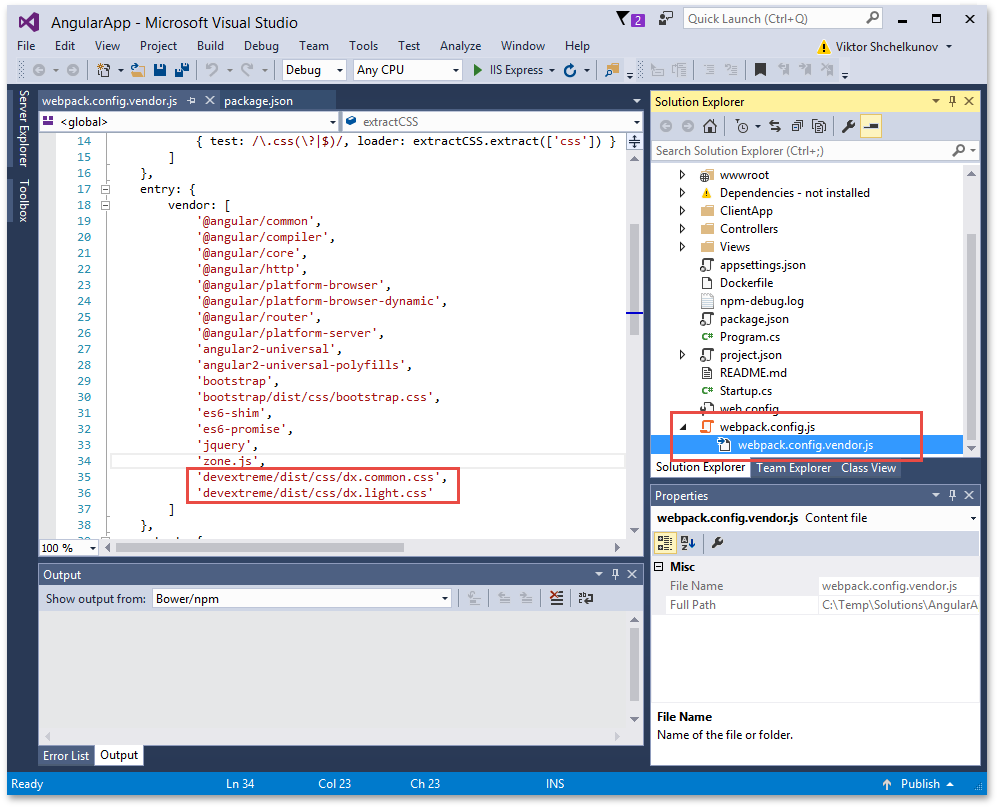 AngularApp - Microsoft Visual Studio
2
Quick Launch (Ctrl+Q)
File Edit View Project Build Debug Team Tools Test Analyze Window Help
Viktor Shchelkunov
Debug Any CPU IIS Express
Server Explorer
Toolbox
webpack.config.vendor.js package.json
<global> extractCSS
14 { test: /\.css(\?|$)/, loader: extractCSS.extract(['css']) }
15 ]
16 },
17 entry: {
18 vendor: [
19 '@angular/common',
20 '@angular/compiler',
21 '@angular/core',
22 '@angular/http',
23 '@angular/platform-browser',
24 '@angular/platform-browser-dynamic',
25 '@angular/router',
26 '@angular/platform-server',
27 'angular2-universal',
28 'angular2-universal-polyfills',
29 'bootstrap',
30 'bootstrap/dist/css/bootstrap.css',
31 'es6-shim',
32 'es6-promise',
33 'jquery',
34 'zone.js',
35 'devextreme/dist/css/dx.common.css',
36 'devextreme/dist/css/dx.light.css'
37 ]
38 },
100 %
Output
Show output from: Bower/npm
Error List Output
Solution Explorer
Search Solution Explorer (Ctrl+;)
wwwroot
Dependencies - not installed
ClientApp
Controllers
Views
appsettings.json
Dockerfile
npm-debug.log
package.json
Program.cs
project.json
README.md
Startup.cs
web.config
webpack.config.js
webpack.config.vendor.js
Solution Explorer Team Explorer Class View
Properties
webpack.config.vendor.js Content file
Misc
File Name webpack.config.vendor.js
Full Path C:\Temp\Solutions\AngularA
File Name
Name of the file or folder.
Ready Ln 34 Col 23 Ch 23 INS Publish